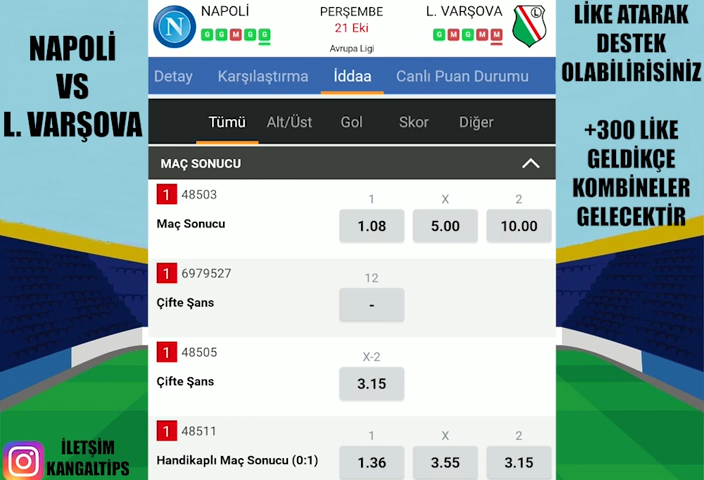 NAPOLİ
VS
L. VARŞOVA
NAPOLİ
G G M G G
PERŞEMBE
21 Eki
Avrupa Ligi
L. VARŞOVA
G M G M M
L
N
Detay Karşılaştırma İddaa Canlı Puan Durumu
Tümü Alt/Üst Gol Skor Diğer
MAÇ SONUCU
1 48503
Maç Sonucu
1 X 2
1.08 5.00 10.00
1 6979527
Çifte Şans
12
-
1 48505
Çifte Şans
X-2
3.15
1 48511
Handikaplı Maç Sonucu (0:1)
1 X 2
1.36 3.55 3.15
LİKE ATARAK
DESTEK
OLABİLİRİSİNİZ
+300 LİKE
GELDİKÇE
KOMBİNELER
GELECEKTİR
İLETŞİM
KANGALTİPS